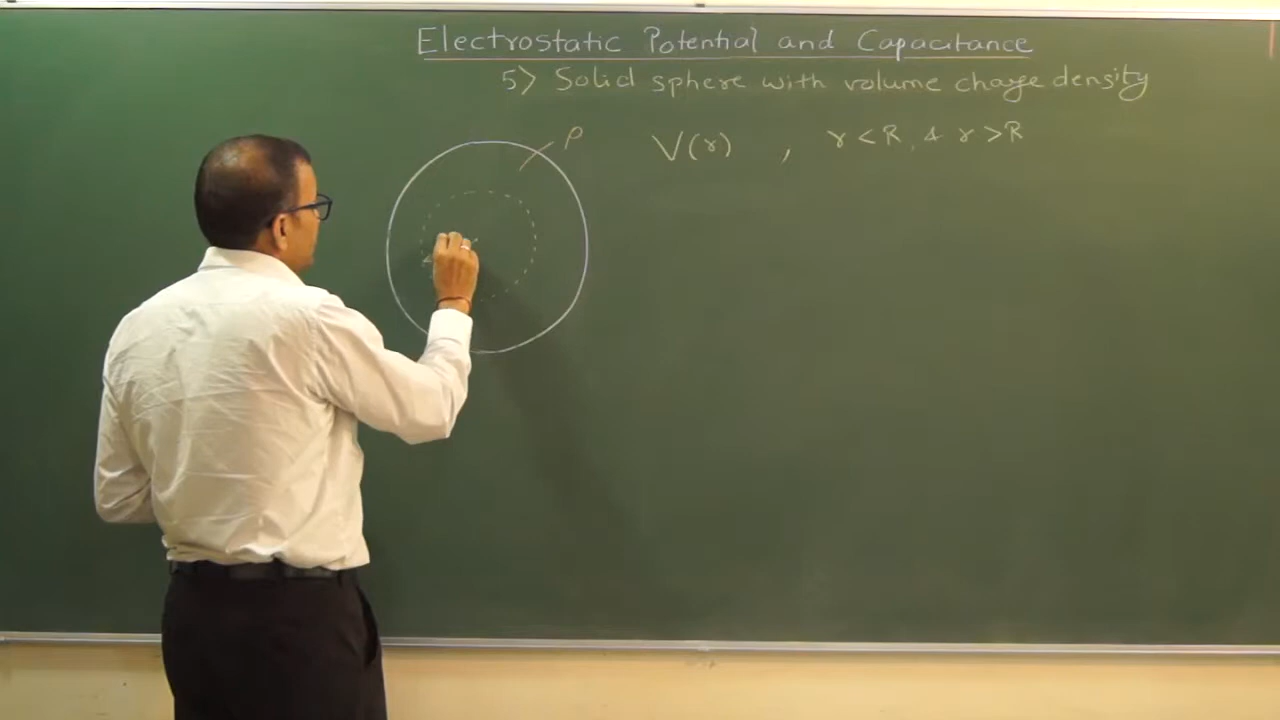 Electrostatic Potential and Capacitance
5> Solid sphere with volume charge density
ρ
V(r) , r < R, & r > R